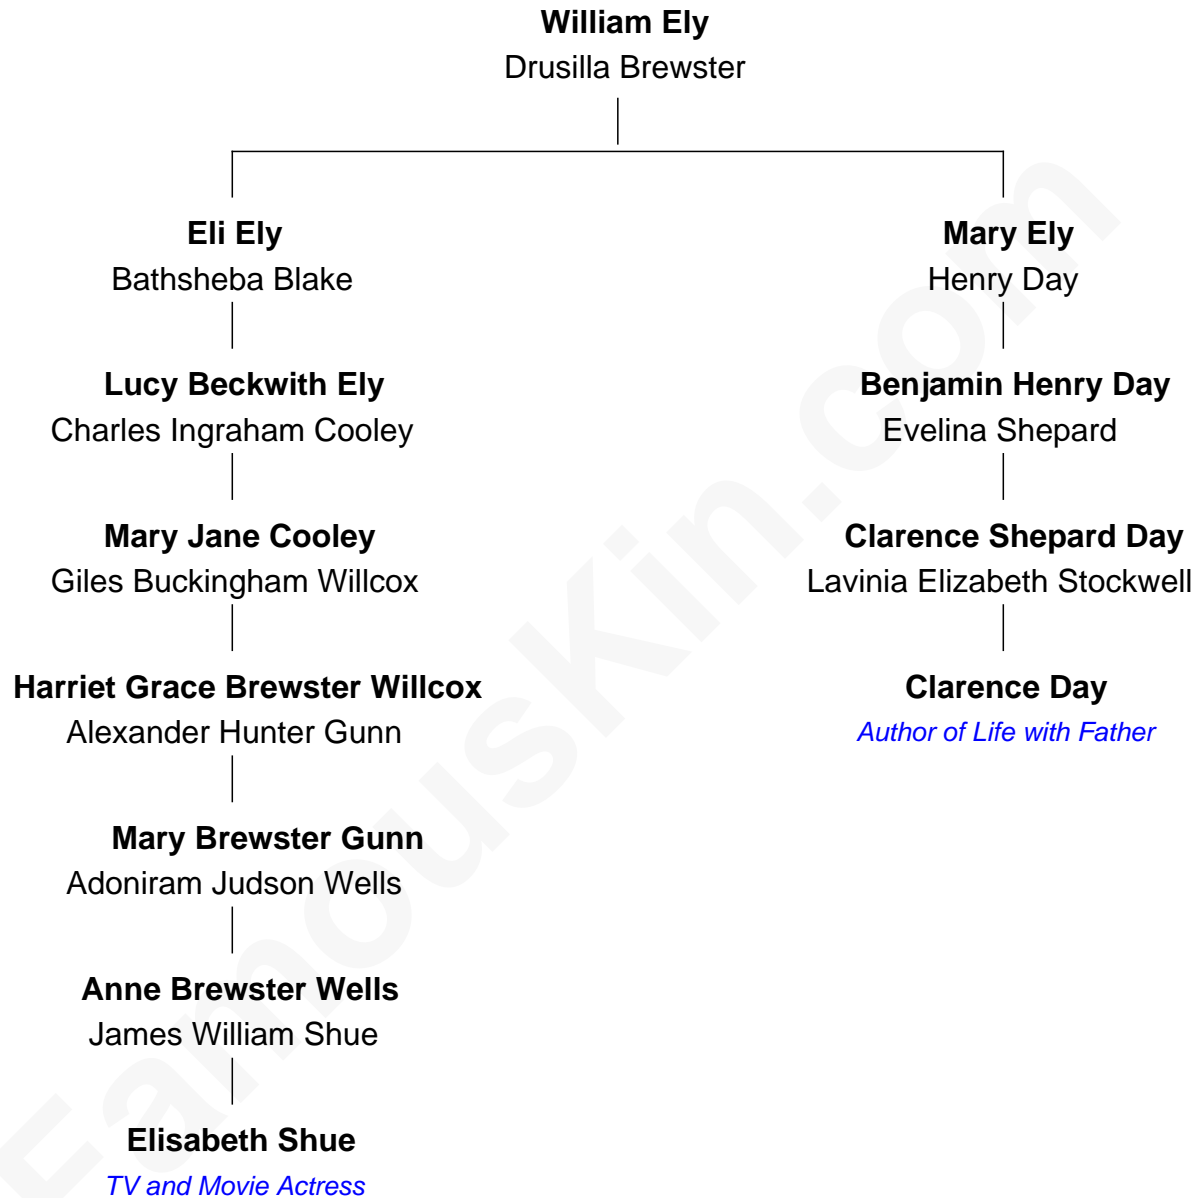 William Ely
Drusilla Brewster
Eli Ely
Bathsheba Blake
Mary Ely
Henry Day
Lucy Beckwith Ely
Charles Ingraham Cooley
Benjamin Henry Day
Evelina Shepard
Mary Jane Cooley
Giles Buckingham Willcox
Clarence Shepard Day
Lavinia Elizabeth Stockwell
Harriet Grace Brewster Willcox
Alexander Hunter Gunn
Clarence Day
Author of Life with Father
Mary Brewster Gunn
Adoniram Judson Wells
Anne Brewster Wells
James William Shue
Elisabeth Shue
TV and Movie Actress
FamousKin.com